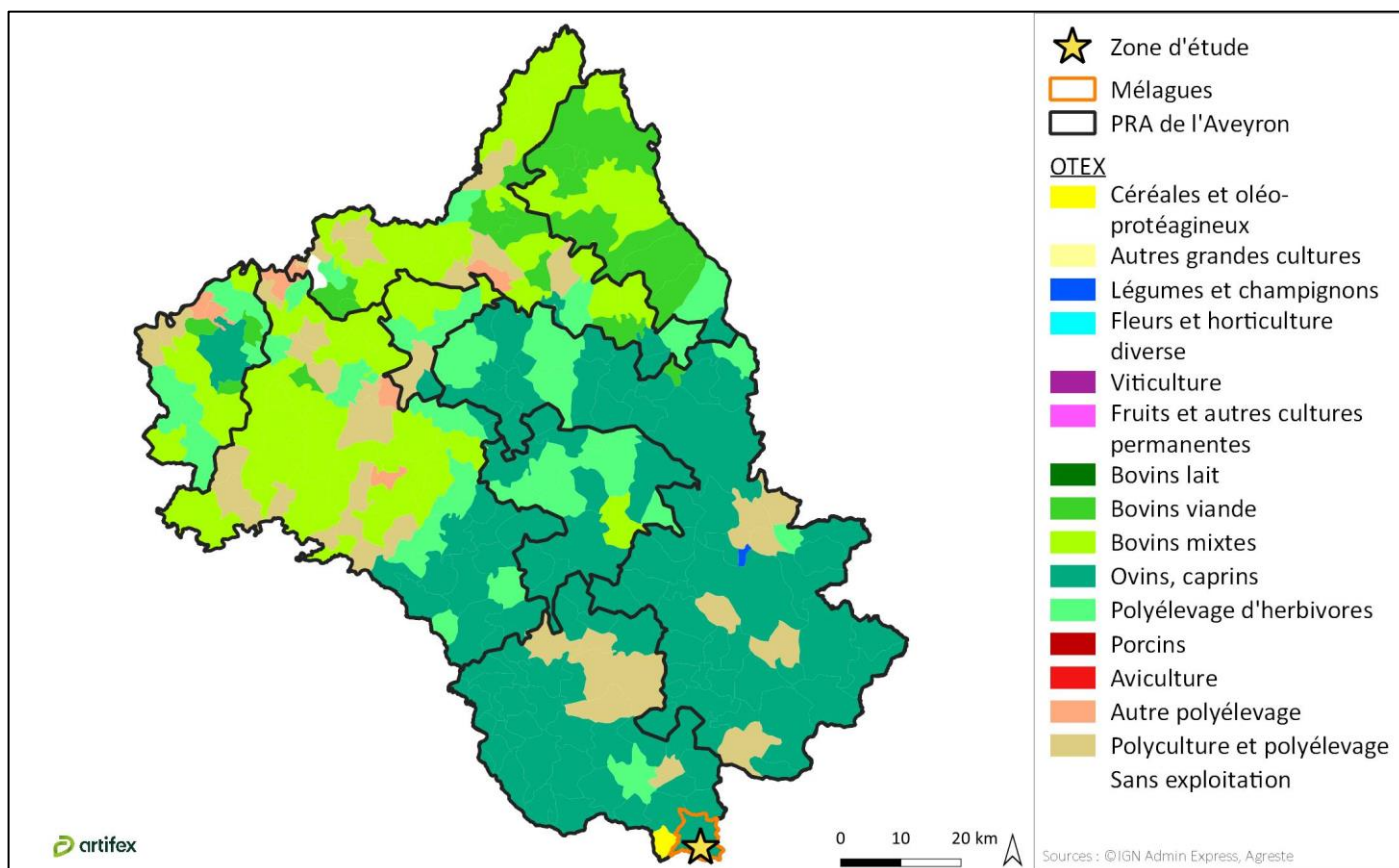 Zone d'étude
Mélagues
PRA de l'Aveyron
OTEX
Céréales et oléo-
protéagineux
Autres grandes cultures
Légumes et champignons
Fleurs et horticulture
diverse
Viticulture
Fruits et autres cultures
permanentes
Bovins lait
Bovins viande
Bovins mixtes
Ovins, caprins
Polyélevage d'herbivores
Porcins
Aviculture
Autre polyélevage
Polyculture et polyélevage
Sans exploitation
artifex
0 10 20 km
Sources : ©IGN Admin Express, Agreste